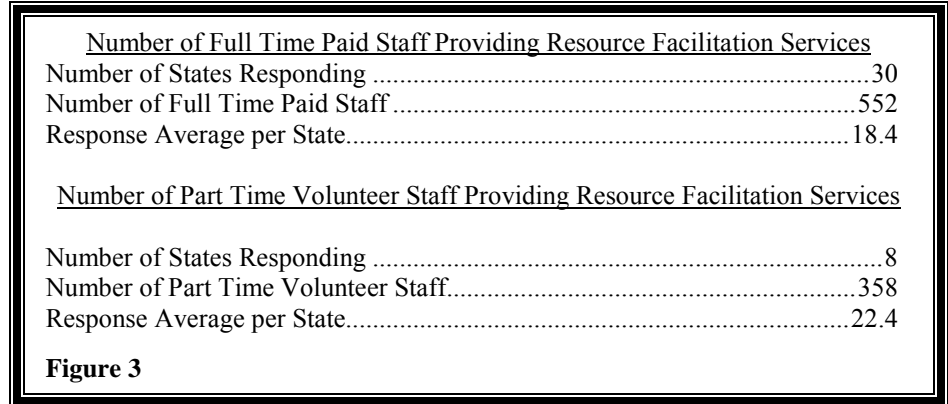 Number of Full Time Paid Staff Providing Resource Facilitation Services
Number of States Responding ......................................................................30
Number of Full Time Paid Staff ..................................................................552
Response Average per State.........................................................................18.4
Number of Part Time Volunteer Staff Providing Resource Facilitation Services
Number of States Responding ........................................................................8
Number of Part Time Volunteer Staff..........................................................358
Response Average per State.........................................................................22.4
Figure 3